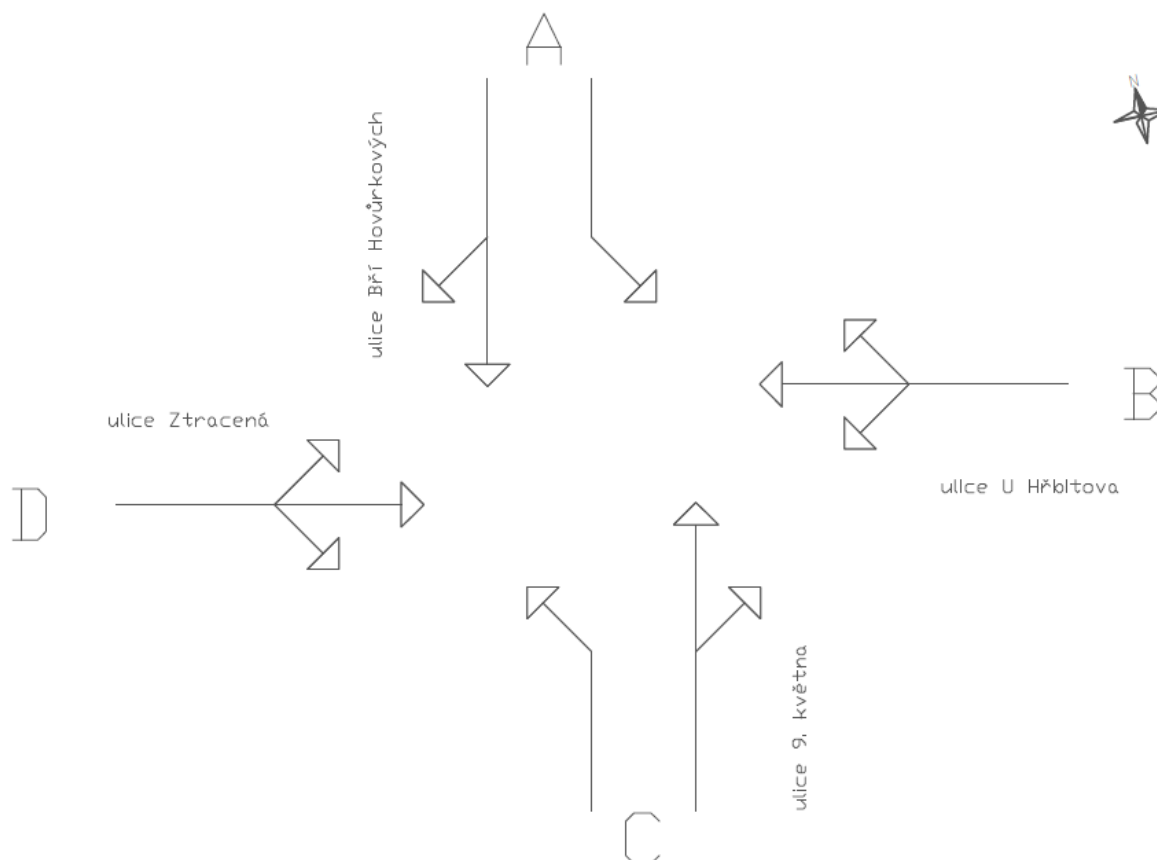 A
N
ulice Bří Hovůrkových
ulice Ztracená
B
D
ulice U Hřbitova
ulice 9. května
C